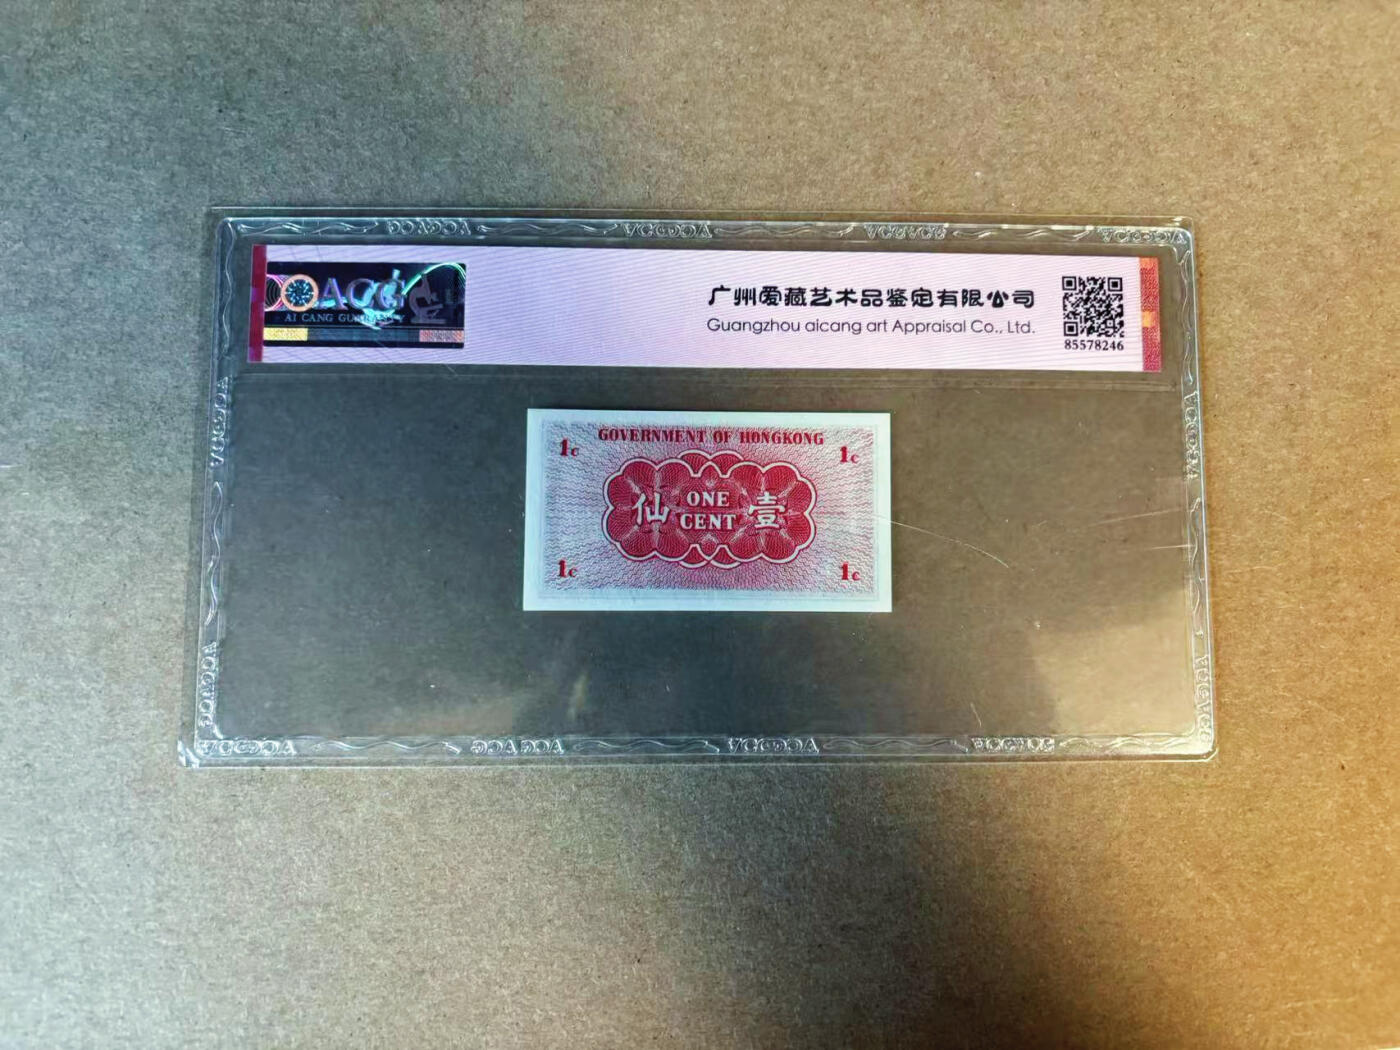 ACG
AI CANG GUARANTY
广州爱藏艺术品鉴定有限公司
Guangzhou aicang art Appraisal Co., Ltd.
85578246
GOVERNMENT OF HONGKONG
1c
1c
仙
ONE
CENT
壹
1c
1c